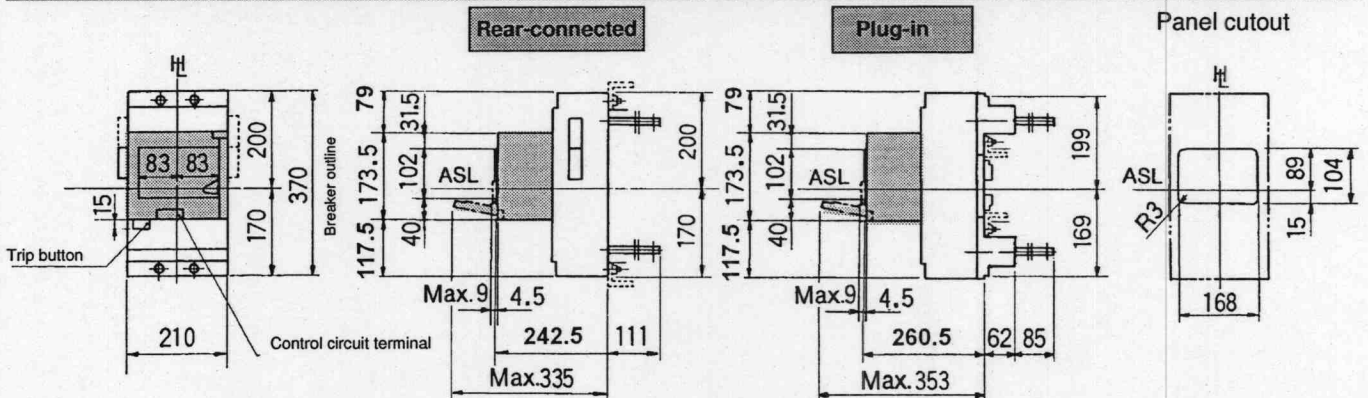 Rear-connected
Plug-in
Panel cutout
HL
83 83
200
370
170
15
Breaker outline
Trip button
210
Control circuit terminal
79
31.5
173.5
102
ASL
40
117.5
200
170
Max.9
4.5
242.5
111
Max.335
79
31.5
173.5
102
ASL
40
117.5
199
169
Max.9
4.5
260.5
62
85
Max.353
HL
ASL
89
104
15
R3
168